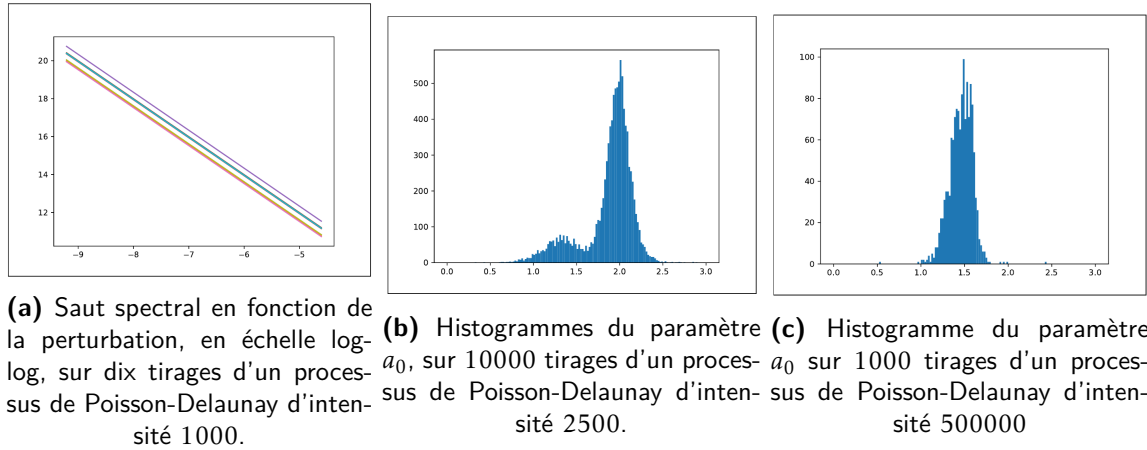 20
18
16
14
12
−9 −8 −7 −6 −5
500
400
300
200
100
0
0.0 0.5 1.0 1.5 2.0 2.5 3.0
100
80
60
40
20
0
0.0 0.5 1.0 1.5 2.0 2.5 3.0
(a) Saut spectral en fonction de
la perturbation, en échelle log-
log, sur dix tirages d'un proces-
sus de Poisson-Delaunay d'inten-
sité 1000.
(b) Histogrammes du paramètre
a₀, sur 10000 tirages d'un proces-
sus de Poisson-Delaunay d'inten-
sité 2500.
(c) Histogramme du paramètre
a₀ sur 1000 tirages d'un proces-
sus de Poisson-Delaunay d'inten-
sité 500000